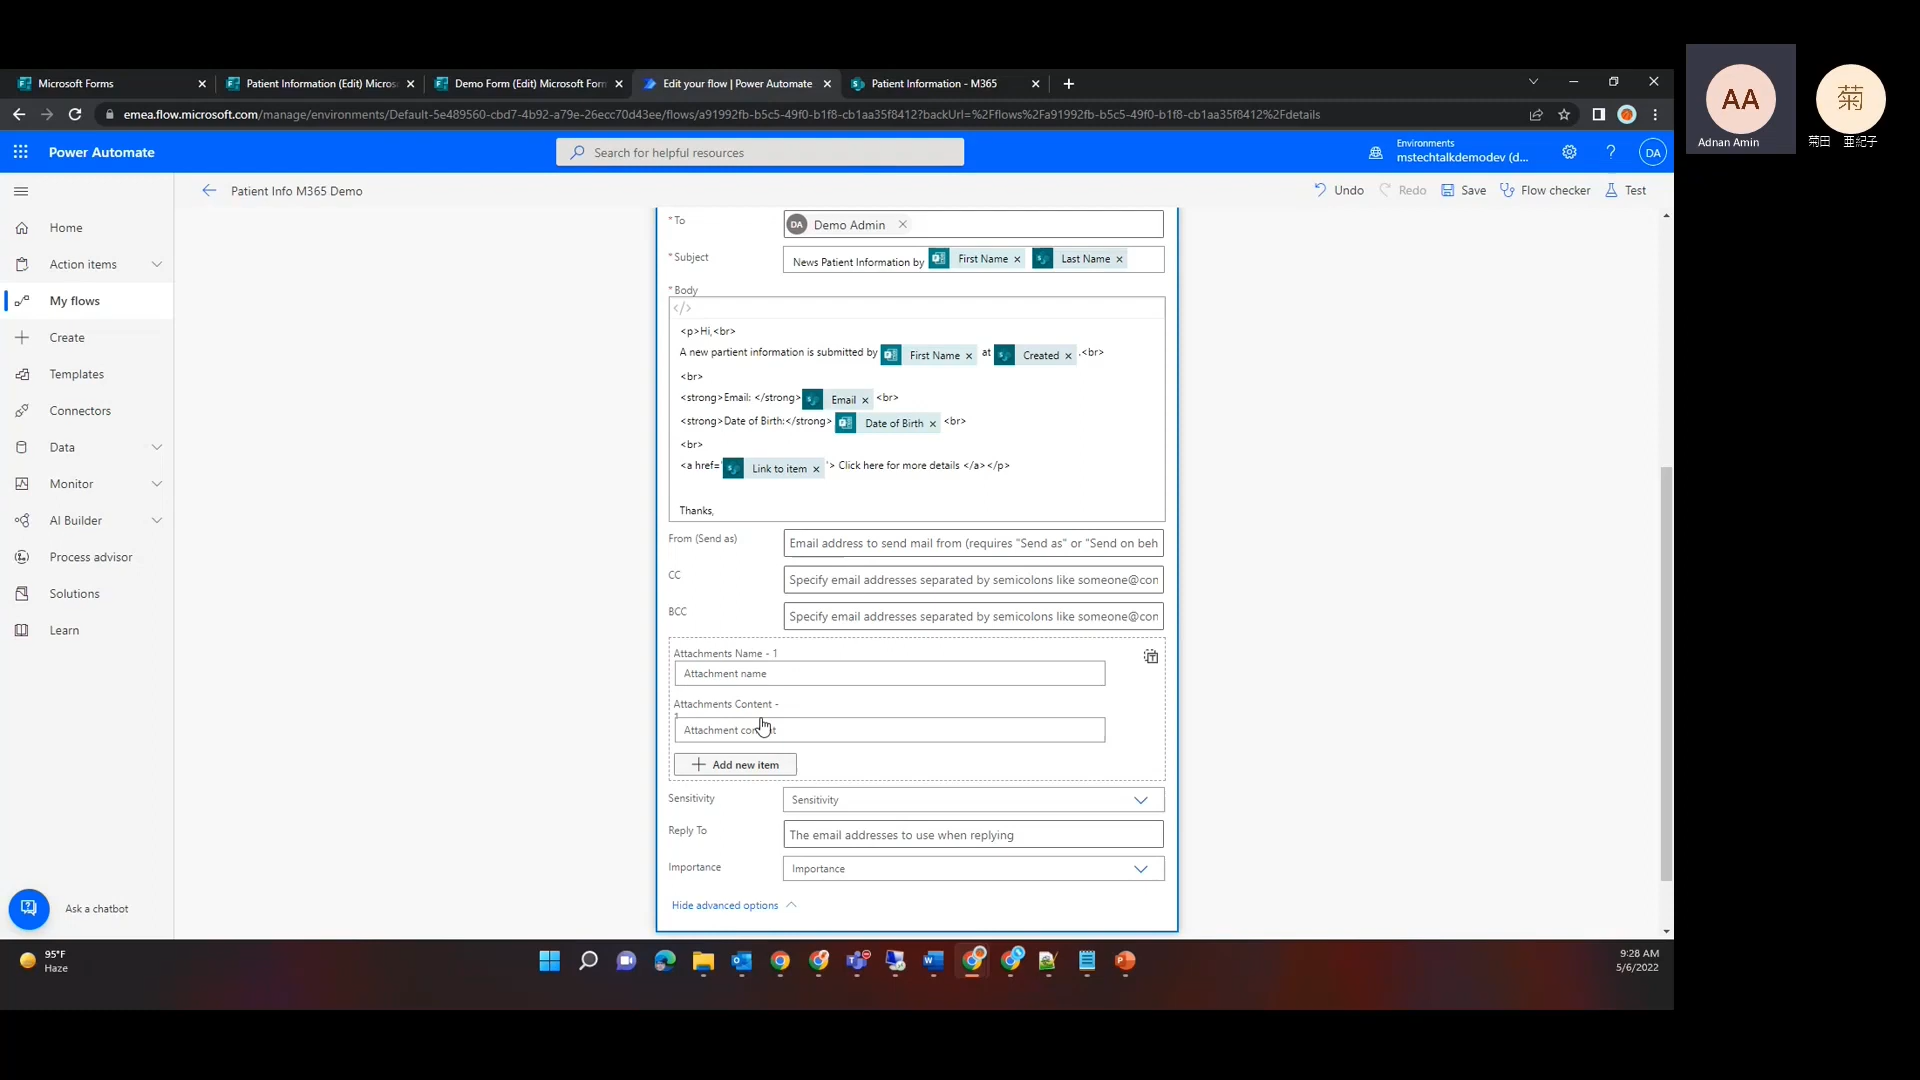 Microsoft Forms
Patient Information (Edit) Micros
Demo Form (Edit) Microsoft Forn
Edit your flow | Power Automate
Patient Information - M365
emea.flow.microsoft.com/manage/environments/Default-5e489560-cbd7-4b92-a79e-26ecc70d43ee/flows/a91992fb-b5c5-49f0-b1f8-cb1aa35f8412?backUrl=%2Fflows%2Fa91992fb-b5c5-49f0-b1f8-cb1aa35f8412%2Fdetails
AA
Adnan Amin
菊
菊田 亜紀子
Power Automate
Search for helpful resources
Environments
mstechtalkdemodev (d...
?
DA
Patient Info M365 Demo
Undo
Redo
Save
Flow checker
Test
Home
Action items
My flows
Create
Templates
Connectors
Data
Monitor
AI Builder
Process advisor
Solutions
Learn
Ask a chatbot
* To
DA Demo Admin
* Subject
News Patient Information by First Name Last Name
* Body
</>
<p>Hi,<br>
A new partient information is submitted by First Name at Created .<br>
<br>
<strong>Email: </strong> Email <br>
<strong>Date of Birth:</strong> Date of Birth <br>
<br>
<a href=' Link to item '> Click here for more details </a></p>
Thanks,
From (Send as)
Email address to send mail from (requires "Send as" or "Send on beh
CC
Specify email addresses separated by semicolons like someone@con
BCC
Specify email addresses separated by semicolons like someone@con
Attachments Name - 1
Attachment name
Attachments Content -
1
Attachment content
Add new item
Sensitivity
Sensitivity
Reply To
The email addresses to use when replying
Importance
Importance
Hide advanced options
95°F
Haze
9:28 AM
5/6/2022